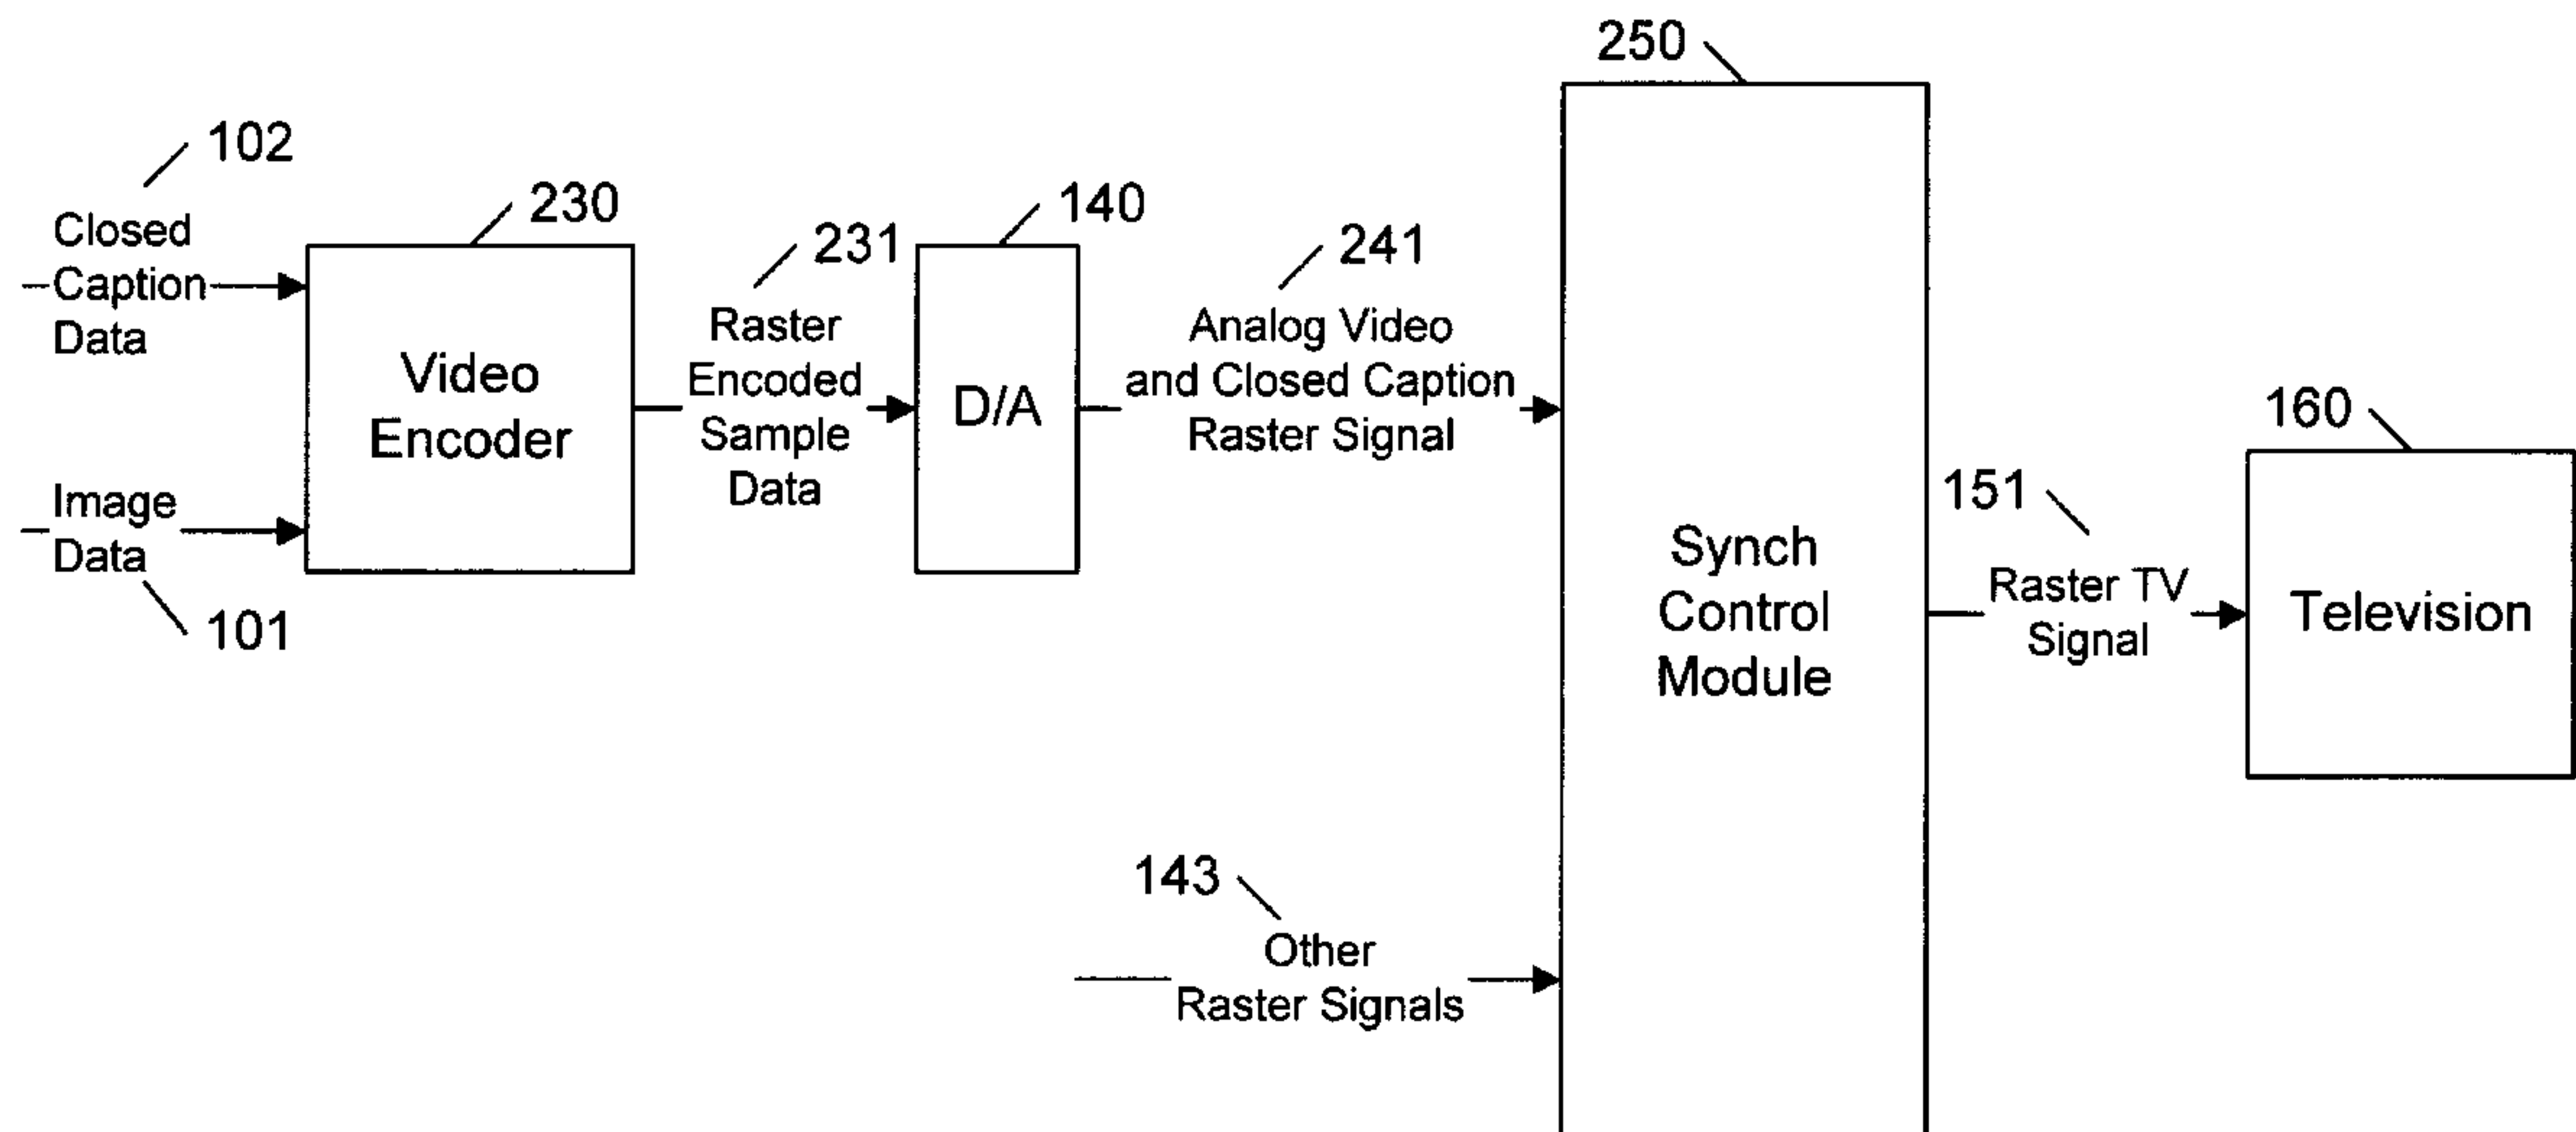 250
102
Closed
Caption
Data
230
Video
Encoder
Image
Data
101
231
Raster
Encoded
Sample
Data
140
D/A
241
Analog Video
and Closed Caption
Raster Signal
143
Other
Raster Signals
Synch
Control
Module
151
Raster TV
Signal
160
Television